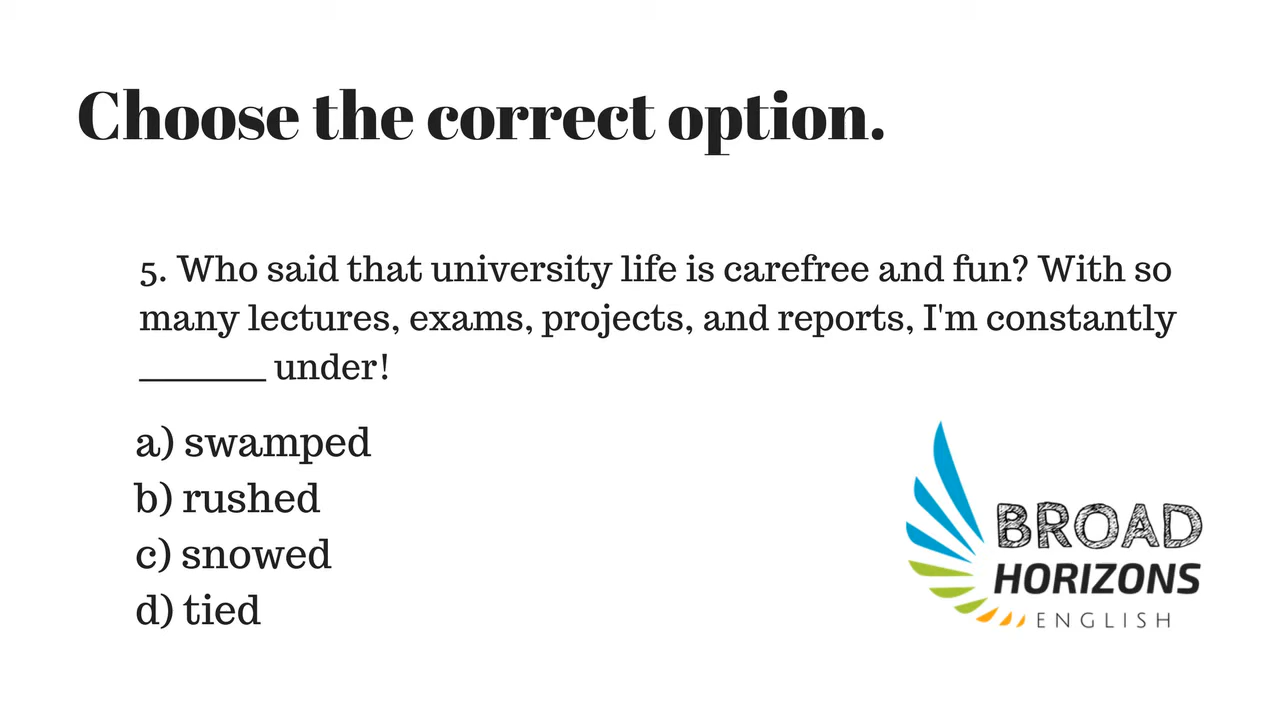 Choose the correct option.
5. Who said that university life is carefree and fun? With so
many lectures, exams, projects, and reports, I'm constantly
_______ under!
a) swamped
b) rushed
c) snowed
d) tied
BROAD
HORIZONS
ENGLISH